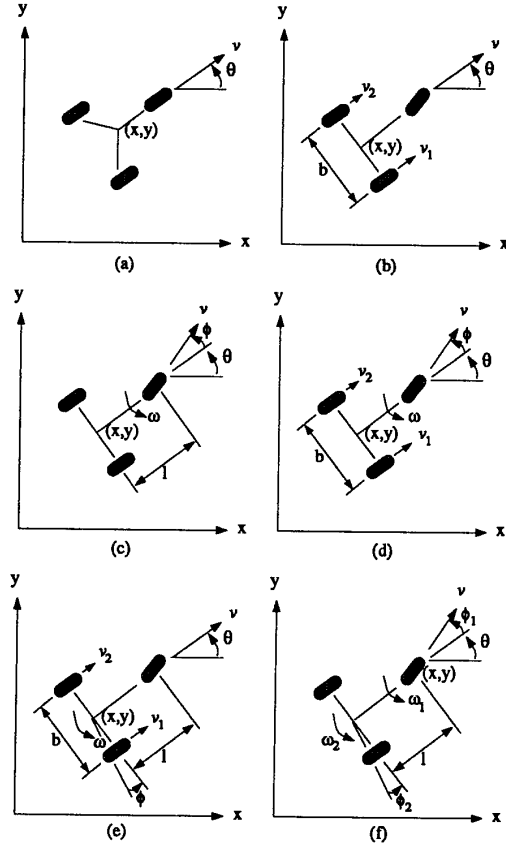 y
ν
θ
(x,y)
x
(a)
y
ν
θ
v₂
(x,y)
v₁
b
x
(b)
y
ν
φ
θ
ω
(x,y)
l
x
(c)
y
ν
φ
θ
v₂
ω
(x,y)
v₁
b
x
(d)
y
ν
θ
v₂
(x,y)
v₁
b
ω
l
φ
x
(e)
y
ν
φ₁
θ
(x,y)
ω₁
ω₂
l
φ₂
x
(f)